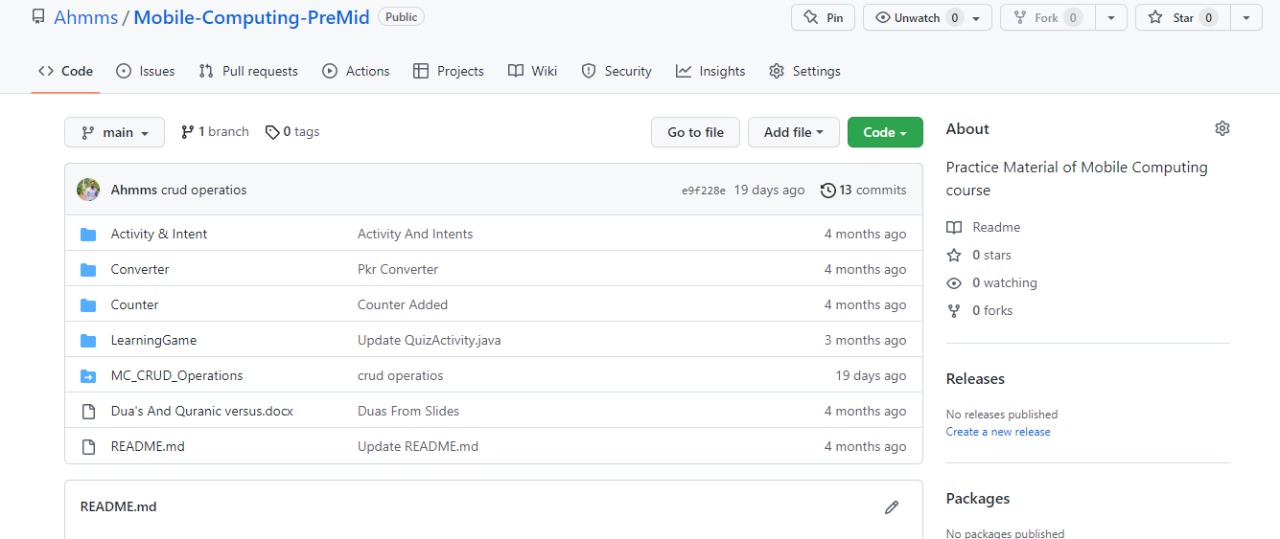 Ahmms / Mobile-Computing-PreMid Public Pin Unwatch 0 Fork 0 Star 0
Code Issues Pull requests Actions Projects Wiki Security Insights Settings
main 1 branch 0 tags Go to file Add file Code
Ahmms crud operatios e9f228e 19 days ago 13 commits
Activity & Intent Activity And Intents 4 months ago
Converter Pkr Converter 4 months ago
Counter Counter Added 4 months ago
LearningGame Update QuizActivity.java 3 months ago
MC_CRUD_Operations crud operatios 19 days ago
Dua's And Quranic versus.docx Duas From Slides 4 months ago
README.md Update README.md 4 months ago
README.md
About
Practice Material of Mobile Computing
course
Readme
0 stars
0 watching
0 forks
Releases
No releases published
Create a new release
Packages
No packages published